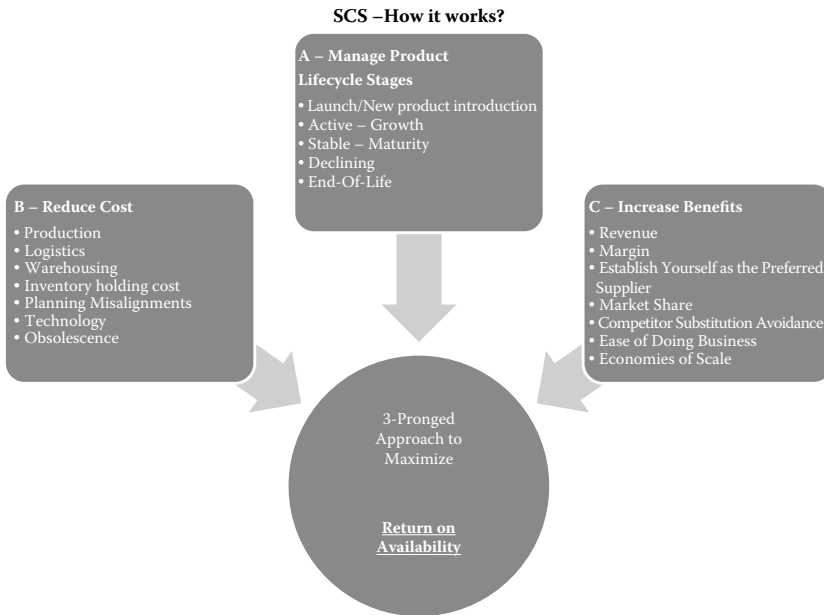 SCS –How it works?
A – Manage Product
Lifecycle Stages
• Launch/New product introduction
• Active – Growth
• Stable – Maturity
• Declining
• End-Of-Life
B – Reduce Cost
• Production
• Logistics
• Warehousing
• Inventory holding cost
• Planning Misalignments
• Technology
• Obsolescence
C – Increase Benefits
• Revenue
• Margin
• Establish Yourself as the Preferred
Supplier
• Market Share
• Competitor Substitution Avoidance
• Ease of Doing Business
• Economies of Scale
3-Pronged
Approach to
Maximize
Return on
Availability